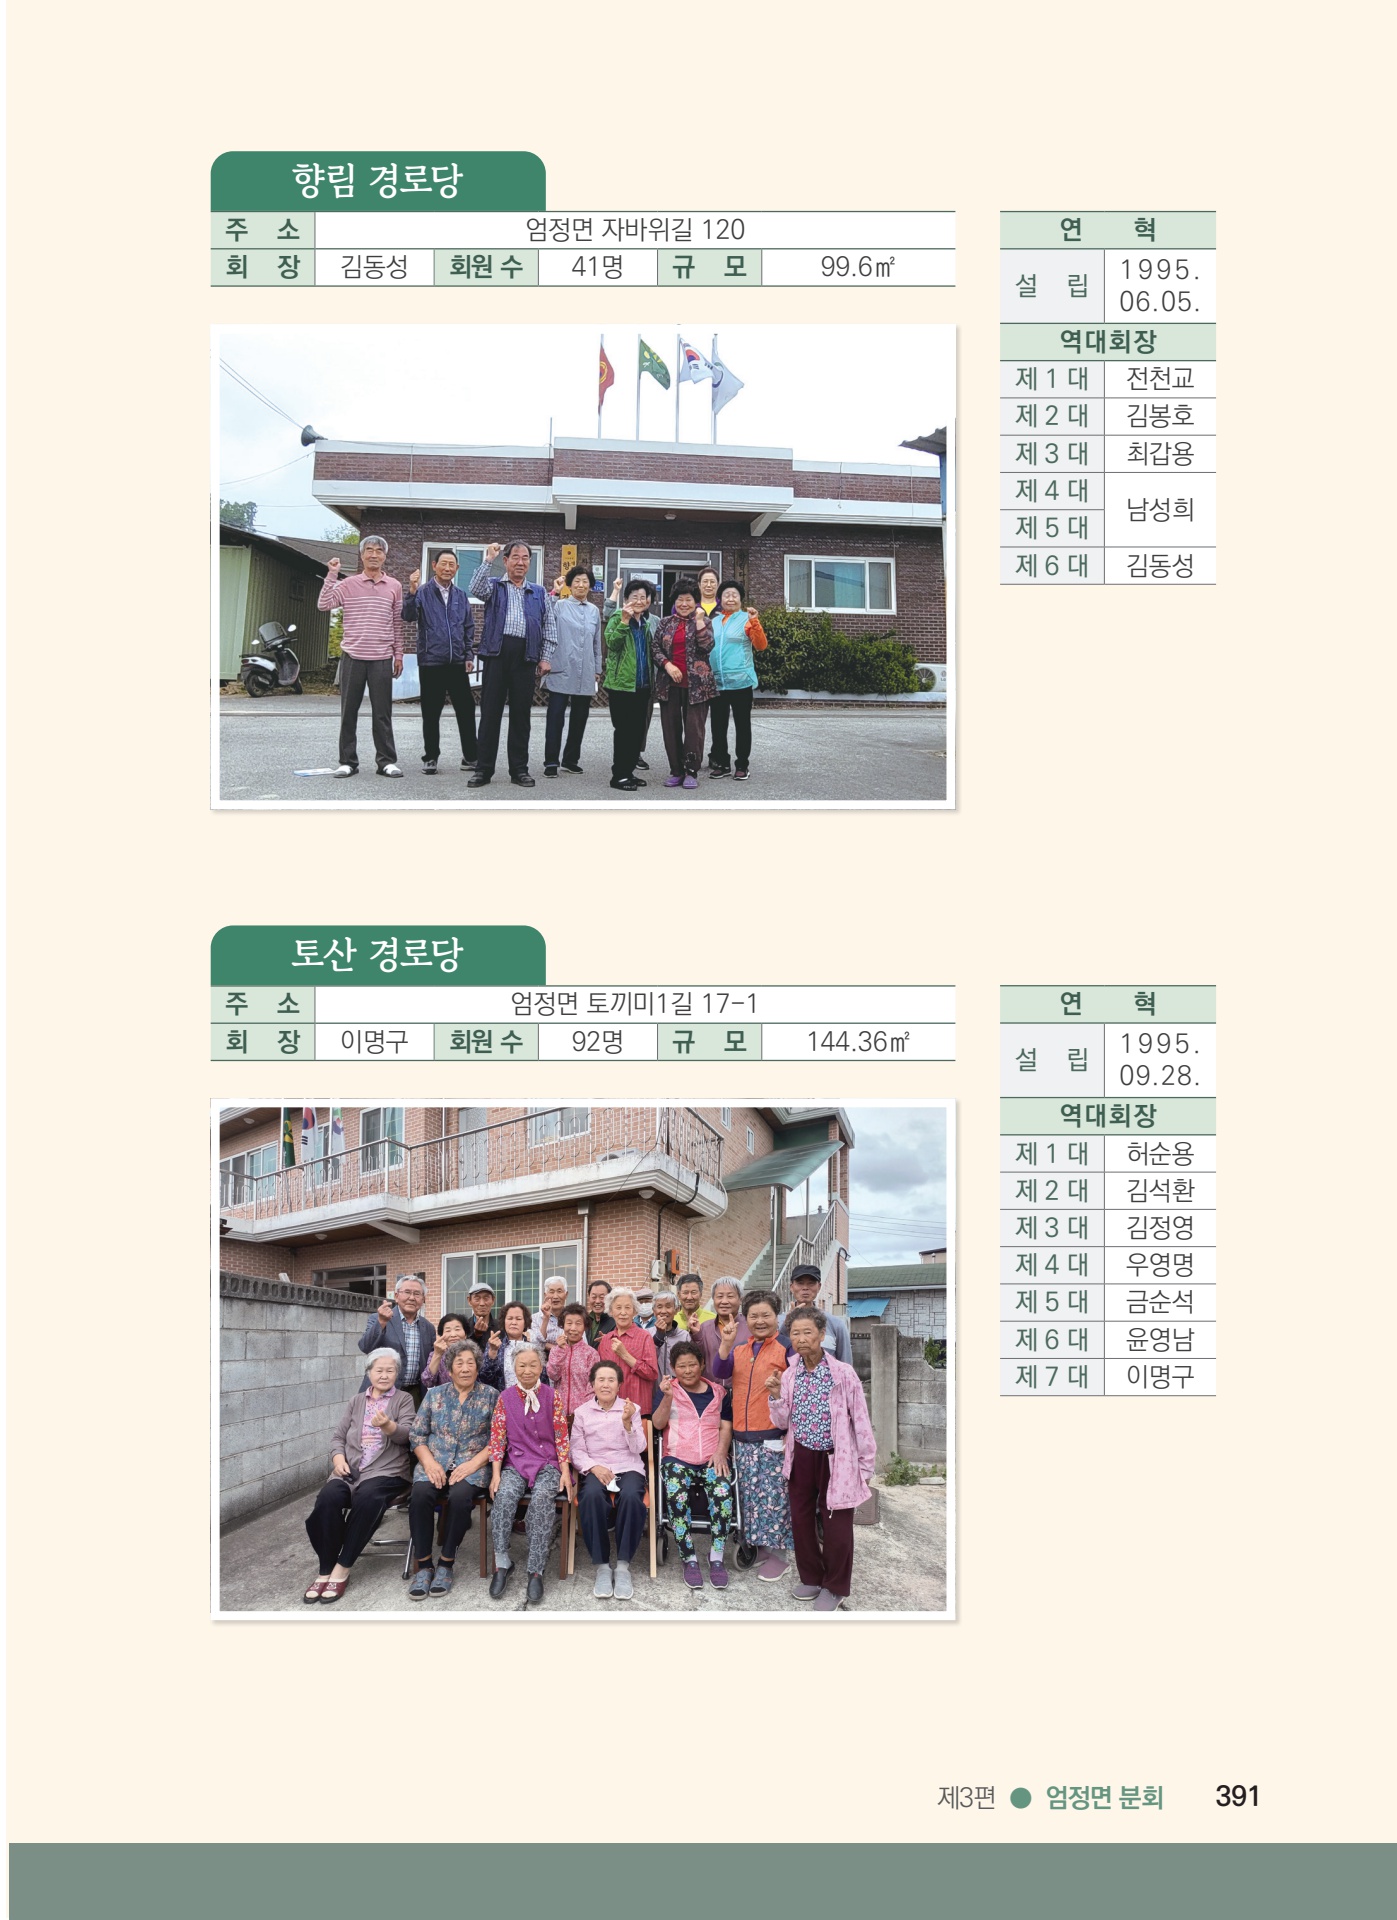 향림 경로당
주 소 엄정면 자바위길 120
회 장 김동성 회원 수 41명 규 모 99.6㎡
연 혁
설 립 1995.
06.05.
역대회장
제 1 대 전천교
제 2 대 김봉호
제 3 대 최갑용
제 4 대 남성희
제 5 대
제 6 대 김동성
토산 경로당
주 소 엄정면 토끼미1길 17-1
회 장 이명구 회원 수 92명 규 모 144.36㎡
연 혁
설 립 1995.
09.28.
역대회장
제 1 대 허순용
제 2 대 김석환
제 3 대 김정영
제 4 대 우영명
제 5 대 금순석
제 6 대 윤영남
제 7 대 이명구
제3편 ● 엄정면 분회 391